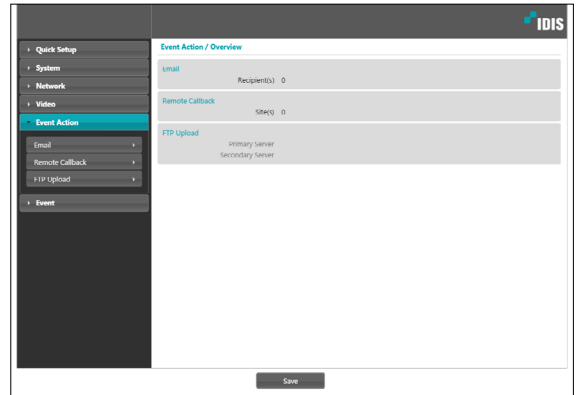 IDIS
Quick Setup
System
Network
Video
Event Action
Email
Remote Callback
FTP Upload
Event
Event Action / Overview
Email
Recipient(s) 0
Remote Callback
Site(s) 0
FTP Upload
Primary Server
Secondary Server
Save